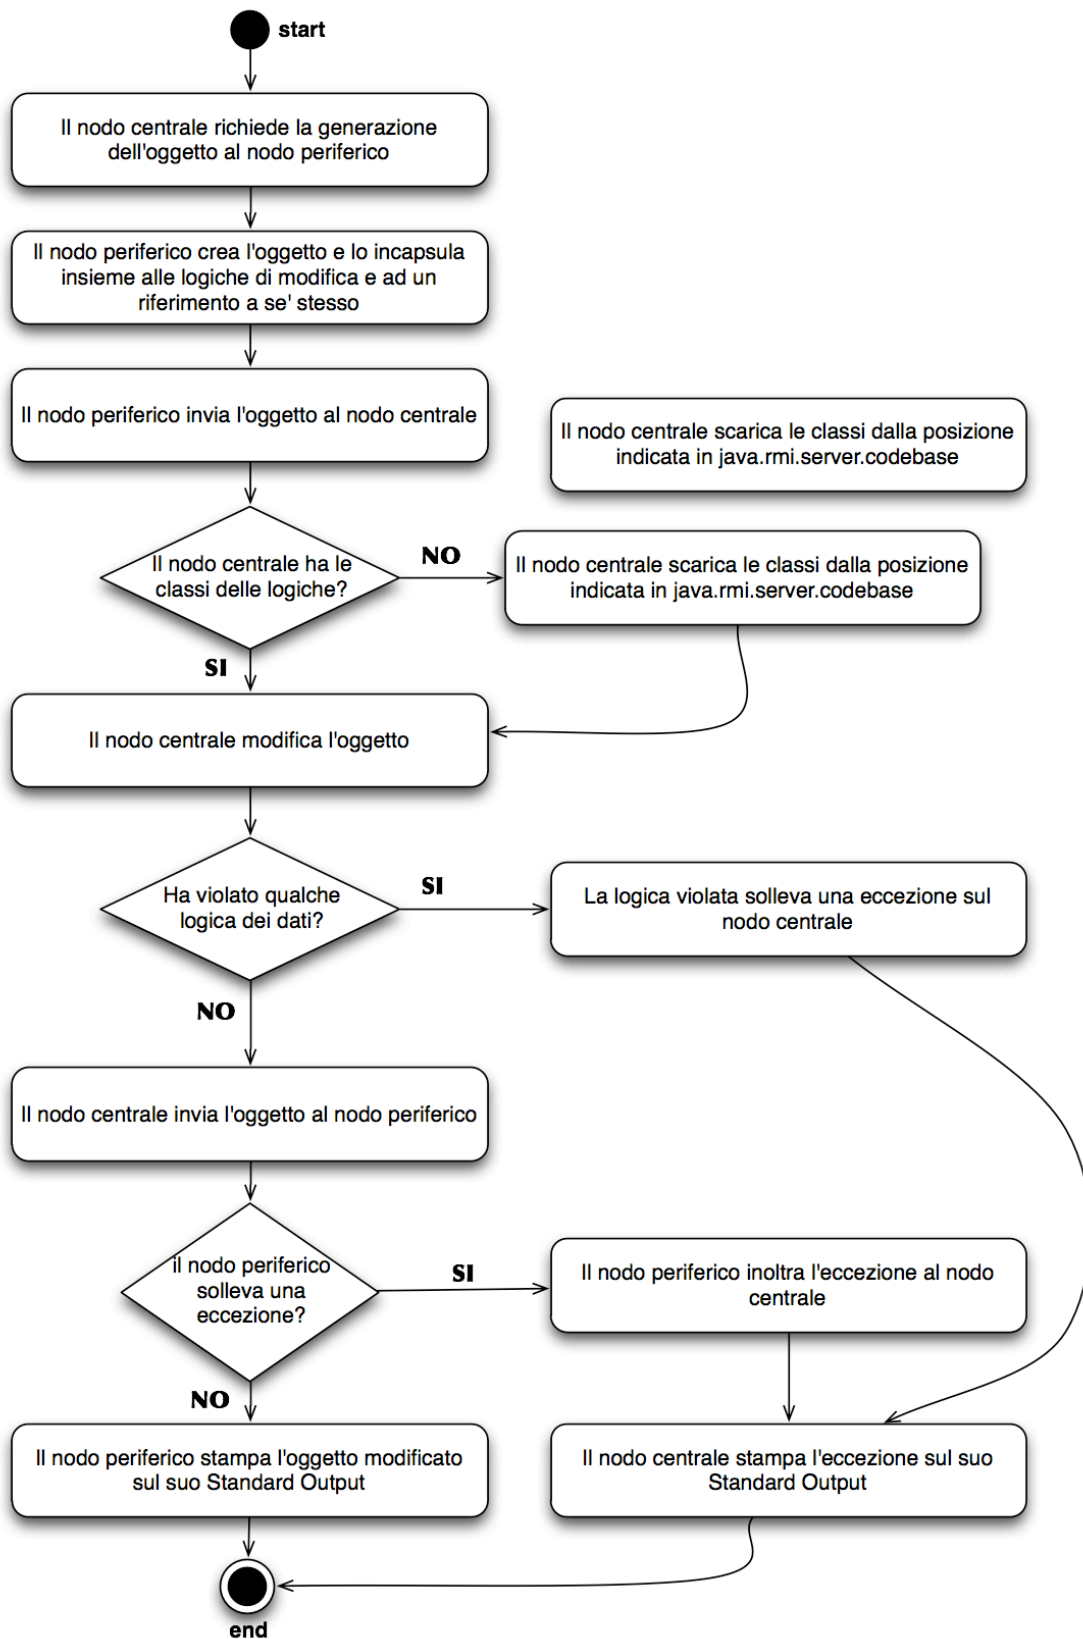 start
Il nodo centrale richiede la generazione
dell'oggetto al nodo periferico
Il nodo periferico crea l'oggetto e lo incapsula
insieme alle logiche di modifica e ad un
riferimento a se' stesso
Il nodo periferico invia l'oggetto al nodo centrale
Il nodo centrale scarica le classi dalla posizione
indicata in java.rmi.server.codebase
Il nodo centrale ha le
classi delle logiche?
NO
Il nodo centrale scarica le classi dalla posizione
indicata in java.rmi.server.codebase
SI
Il nodo centrale modifica l'oggetto
Ha violato qualche
logica dei dati?
SI
La logica violata solleva una eccezione sul
nodo centrale
NO
Il nodo centrale invia l'oggetto al nodo periferico
il nodo periferico
solleva una
eccezione?
SI
Il nodo periferico inoltra l'eccezione al nodo
centrale
NO
Il nodo periferico stampa l'oggetto modificato
sul suo Standard Output
Il nodo centrale stampa l'eccezione sul suo
Standard Output
end